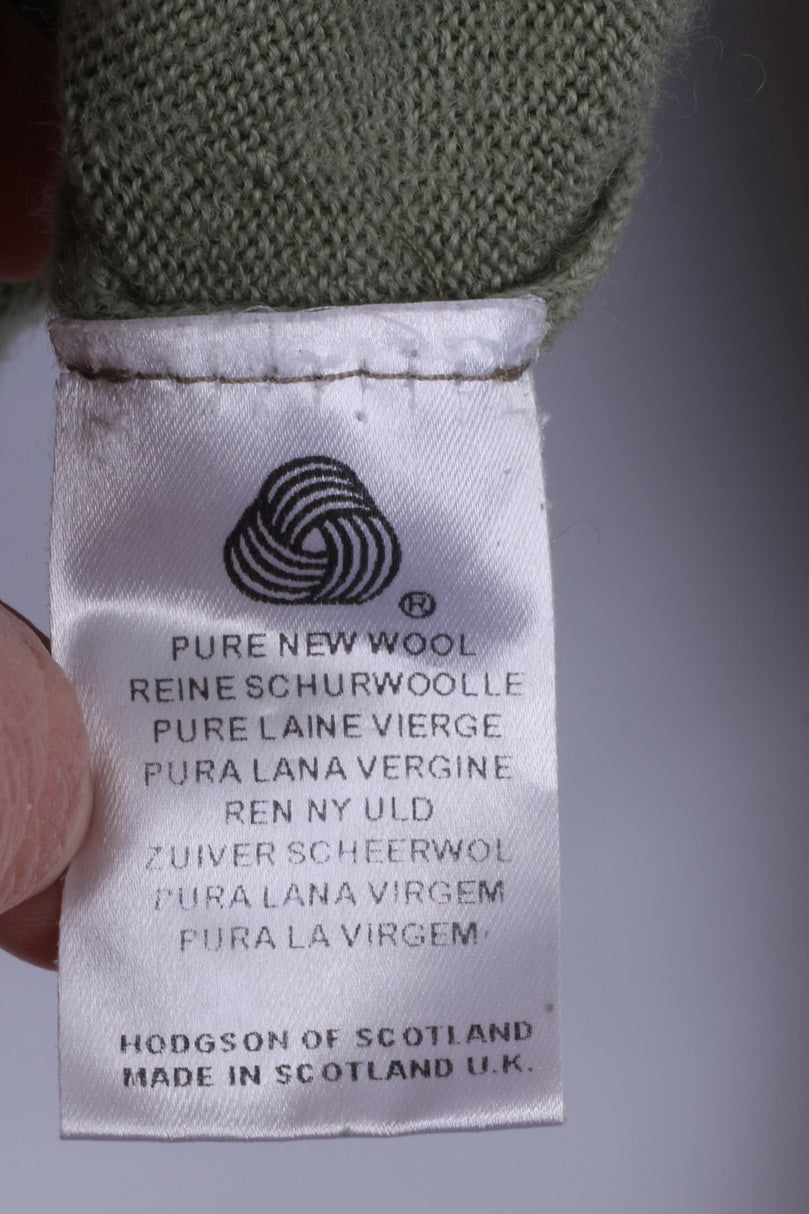 ®
PURE NEW WOOL
REINE SCHURWOOLLE
PURE LAINE VIERGE
PURA LANA VERGINE
REN NY ULD
ZUIVER SCHEERWOL
PURA LANA VIRGEM
PURA LA VIRGEM
HODGSON OF SCOTLAND
MADE IN SCOTLAND U.K.